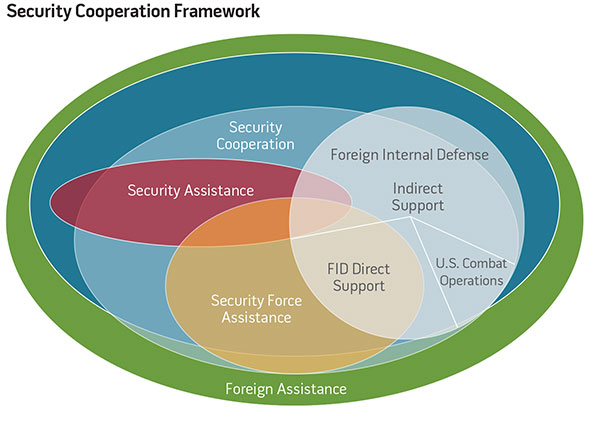 Security Cooperation Framework
Security
Cooperation
Foreign Internal Defense
Security Assistance
Indirect
Support
FID Direct
Support
U.S. Combat
Operations
Security Force
Assistance
Foreign Assistance